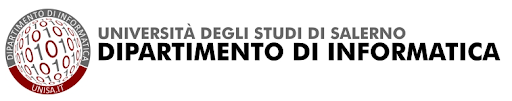 DIPARTIMENTO DI INFORMATICA
UNISA.IT
UNIVERSITÀ DEGLI STUDI DI SALERNO
DIPARTIMENTO DI INFORMATICA